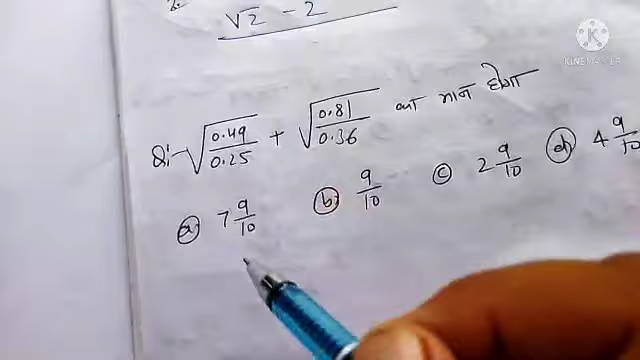 2.
√2 - 2
KINEMASTER
प्र:- √(0.49/0.25) + √(0.81/0.36) का मान होगा
(a) 7 9/10 (b) 9/10 (c) 2 9/10 (d) 4 9/10